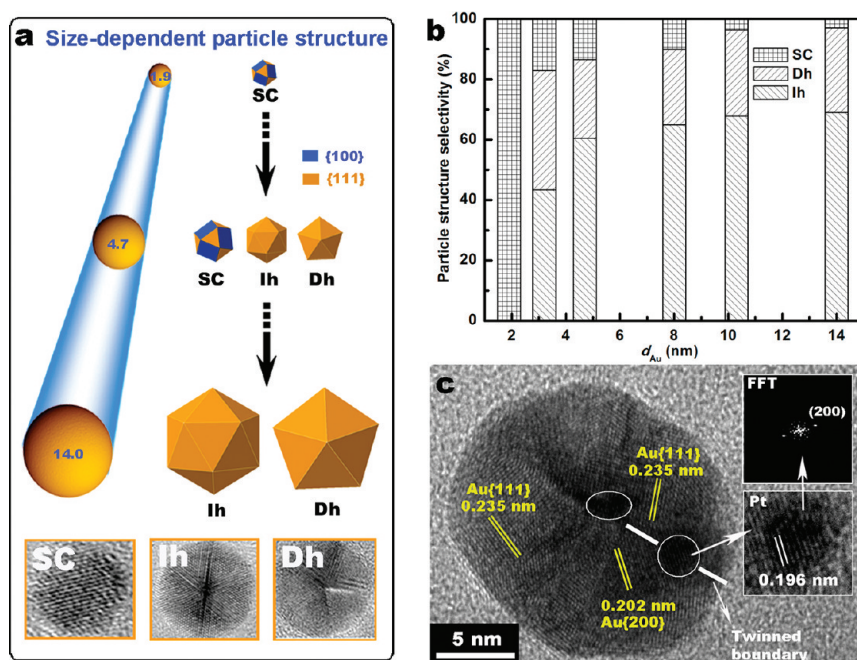 a Size-dependent particle structure
1.9
SC
{100}
{111}
4.7
SC Ih Dh
14.0
Ih Dh
SC Ih Dh
b
100
80
60
40
20
0
Particle structure selectivity (%)
SC
Dh
Ih
2 4 6 8 10 12 14
dAu (nm)
c
FFT
(200)
Au{111}
0.235 nm
Au{111}
0.235 nm
Pt
0.196 nm
0.202 nm
Au{200}
5 nm
Twinned
boundary